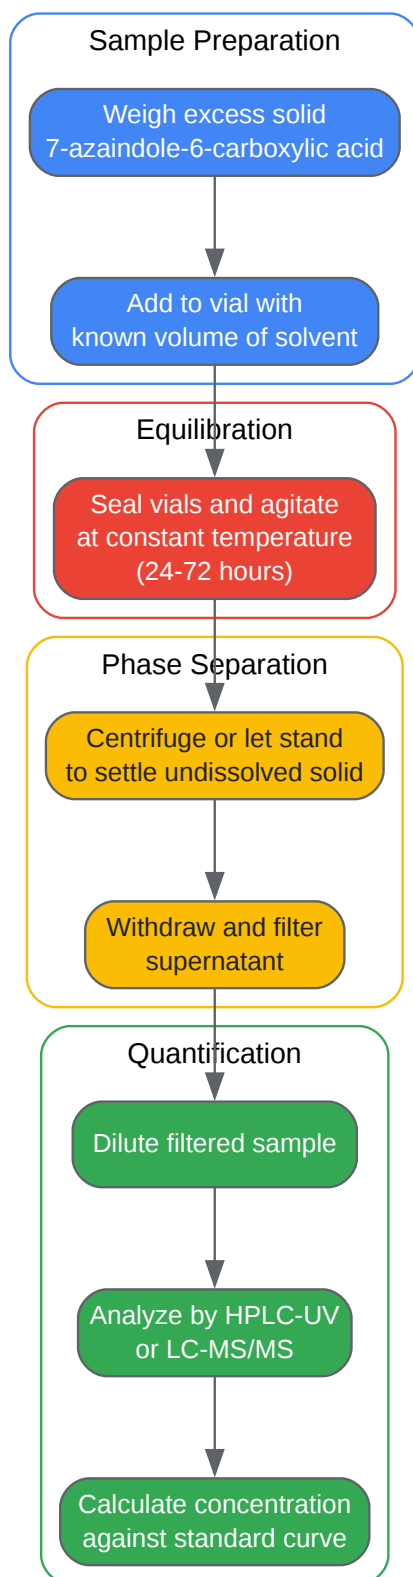 Sample Preparation
Weigh excess solid
7-azaindole-6-carboxylic acid
Add to vial with
known volume of solvent
Equilibration
Seal vials and agitate
at constant temperature
(24-72 hours)
Phase Separation
Centrifuge or let stand
to settle undissolved solid
Withdraw and filter
supernatant
Quantification
Dilute filtered sample
Analyze by HPLC-UV
or LC-MS/MS
Calculate concentration
against standard curve